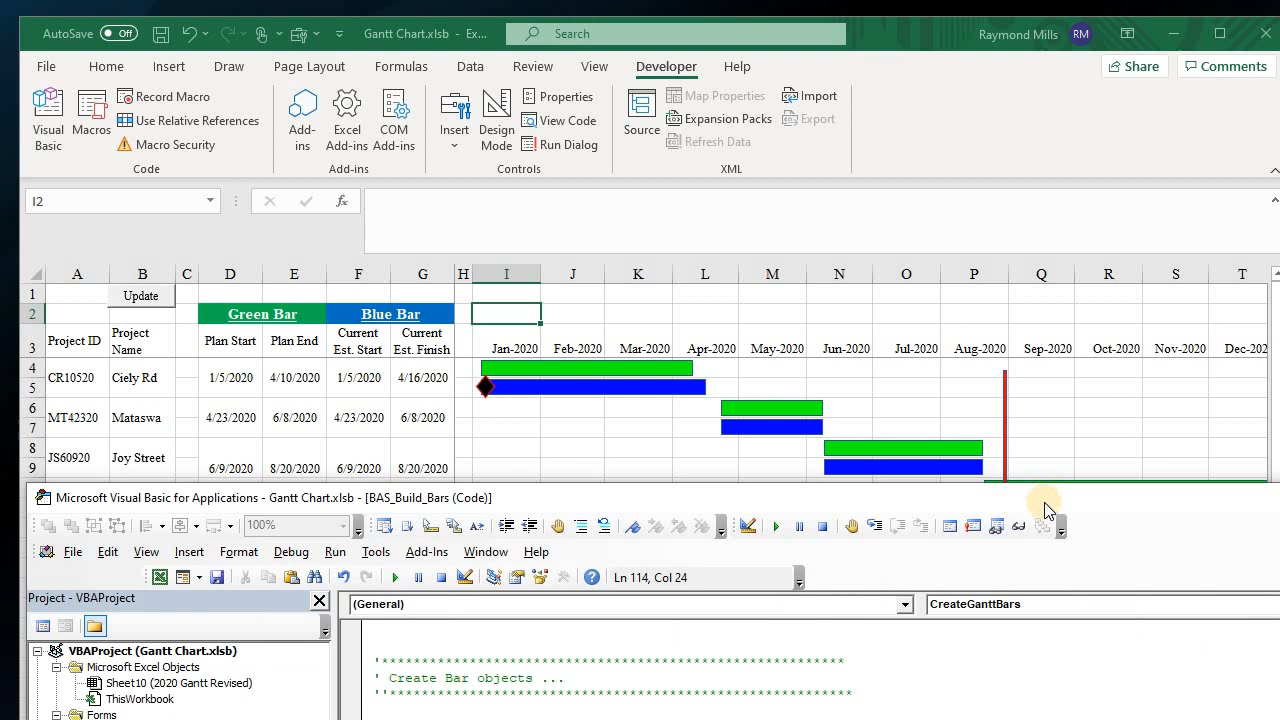 AutoSave Off Gantt Chart.xlsb - Ex... Search Raymond Mills RM
File Home Insert Draw Page Layout Formulas Data Review View Developer Help Share Comments
Visual Basic
Macros
Record Macro
Use Relative References
Macro Security
Code
Add-ins
Excel Add-ins
COM Add-ins
Add-ins
Insert
Design Mode
Properties
View Code
Run Dialog
Controls
Source
Map Properties
Expansion Packs
Refresh Data
Import
Export
XML
I2 fx
A B C D E F G H I J K L M N O P Q R S T
1 Update
2 Green Bar Blue Bar
3 Project ID Project Name Plan Start Plan End Current Est. Start Current Est. Finish Jan-2020 Feb-2020 Mar-2020 Apr-2020 May-2020 Jun-2020 Jul-2020 Aug-2020 Sep-2020 Oct-2020 Nov-2020 Dec-202
4
CR10520 Ciely Rd 1/5/2020 4/10/2020 1/5/2020 4/16/2020
5
6
MT42320 Mataswa 4/23/2020 6/8/2020 4/23/2020 6/8/2020
7
8
JS60920 Joy Street
9 6/9/2020 8/20/2020 6/9/2020 8/20/2020
Microsoft Visual Basic for Applications - Gantt Chart.xlsb - [BAS_Build_Bars (Code)]
100%
File Edit View Insert Format Debug Run Tools Add-Ins Window Help
Ln 114, Col 24
Project - VBAProject
(General) CreateGanttBars
VBAProject (Gantt Chart.xlsb)
Microsoft Excel Objects
Sheet10 (2020 Gantt Revised)
ThisWorkbook
Forms
'**********************************************************
' Create Bar objects ...
''**********************************************************